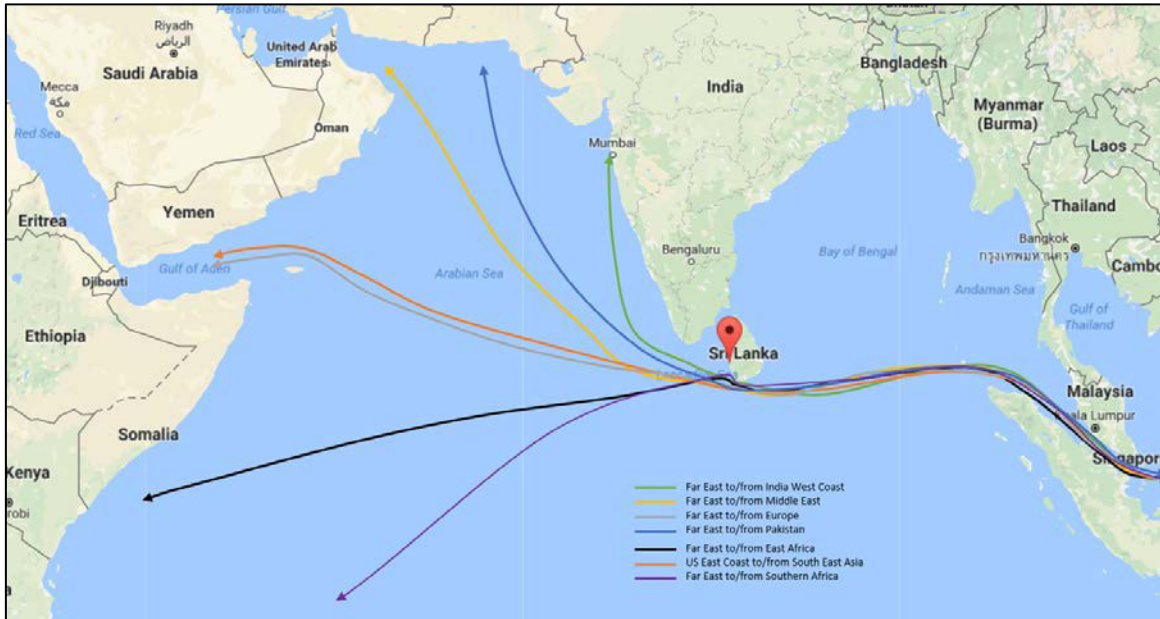 Persian Gulf
Riyadh
الرياض
Saudi Arabia
United Arab
Emirates
Mecca
مكة
Oman
Red Sea
Yemen
Eritrea
Gulf of Aden
Djibouti
Ethiopia
Somalia
Kenya
robi
Arabian Sea
India
Mumbai
Bengaluru
Bangladesh
Myanmar
(Burma)
Laos
Thailand
Bangkok
กรุงเทพมหานคร
Cambo
Bay of Bengal
Andaman Sea
Gulf of
Thailand
Sri Lanka
Malaysia
Kuala Lumpur
Singapor
Far East to/from India West Coast
Far East to/from Middle East
Far East to/from Europe
Far East to/from Pakistan
Far East to/from East Africa
US East Coast to/from South East Asia
Far East to/from Southern Africa